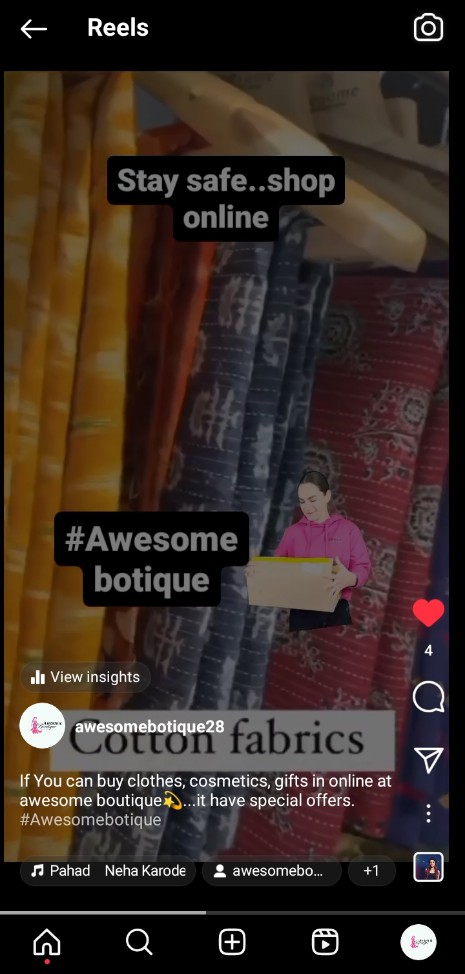 Reels
Stay safe..shop
online
#Awesome
botique
View insights
awesomebotique28
Cotton fabrics
If You can buy clothes, cosmetics, gifts in online at
awesome boutique💫...it have special offers.
#Awesomebotique
4
Pahad Neha Karode
awesomebo...
+1